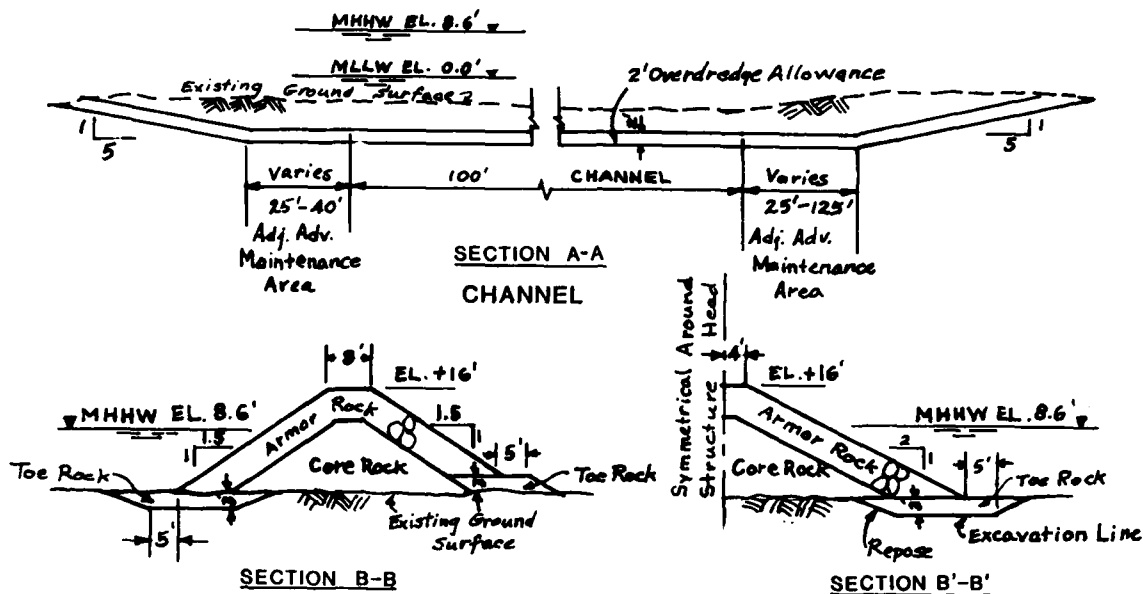 MHHW EL. 8.6'
MLLW EL. 0.0'
2' Overdredge Allowance
Existing Ground Surface
1
5
1
5
Varies
25'-40'
Adj. Adv.
Maintenance
Area
100'
CHANNEL
Varies
25'-125'
Adj. Adv.
Maintenance
Area
SECTION A-A
CHANNEL
8'
EL. +16'
MHHW EL. 8.6'
1.5
1
Armor Rock
1.5
1
5'
Toe Rock
Core Rock
Toe Rock
3'
5'
Existing Ground
Surface
SECTION B-B
Symmetrical Around
Structure Head
4'
EL. +16'
MHHW EL. 8.6'
Armor Rock
2
1
5'
Core Rock
Toe Rock
Repose
Excavation Line
SECTION B'-B'